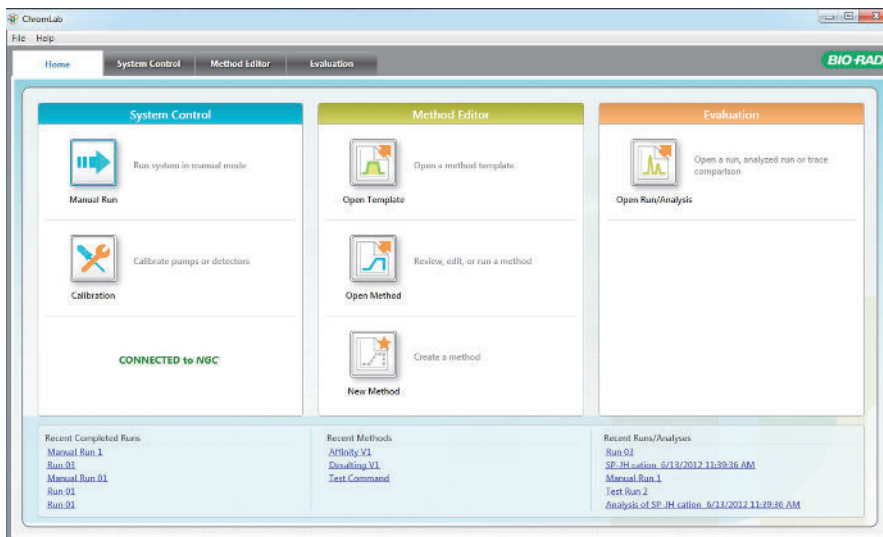 ChromLab
File Help
Home System Control Method Editor Evaluation
BIO-RAD
System Control
Run system in manual mode
Manual Run
Calibrate pumps or detectors
Calibration
CONNECTED to NGC
Method Editor
Open a method template
Open Template
Review, edit, or run a method
Open Method
Create a method
New Method
Evaluation
Open a run, analyzed run or trace
comparison
Open Run/Analysis
Recent Completed Runs
Manual Run 1
Run 03
Manual Run 01
Run 01
Run 01
Recent Methods
Affinity V1
Desalting V1
Test Command
Recent Runs/Analyses
Run 03
SP-JH cation 6/13/2012 11:39:36 AM
Manual Run 1
Test Run 2
Analysis of SP-JH cation 6/13/2012 11:39:36 AM